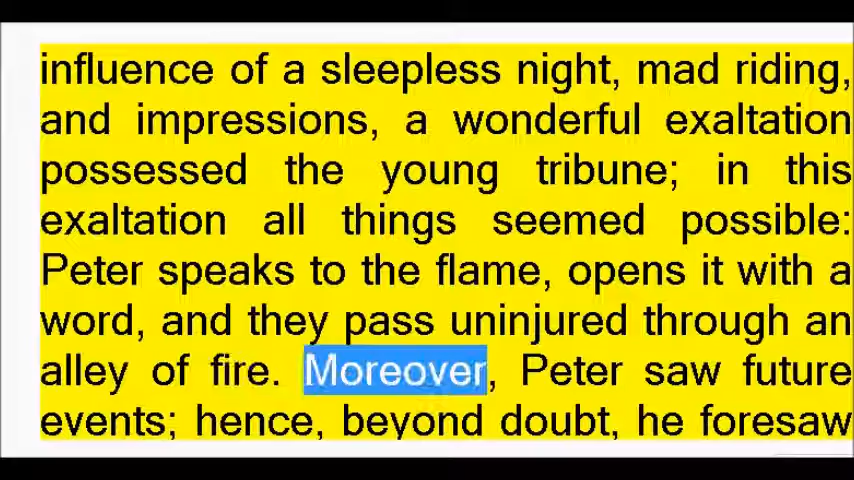 influence of a sleepless night, mad riding,
and impressions, a wonderful exaltation
possessed the young tribune; in this
exaltation all things seemed possible:
Peter speaks to the flame, opens it with a
word, and they pass uninjured through an
alley of fire. Moreover, Peter saw future
events; hence, beyond doubt, he foresaw